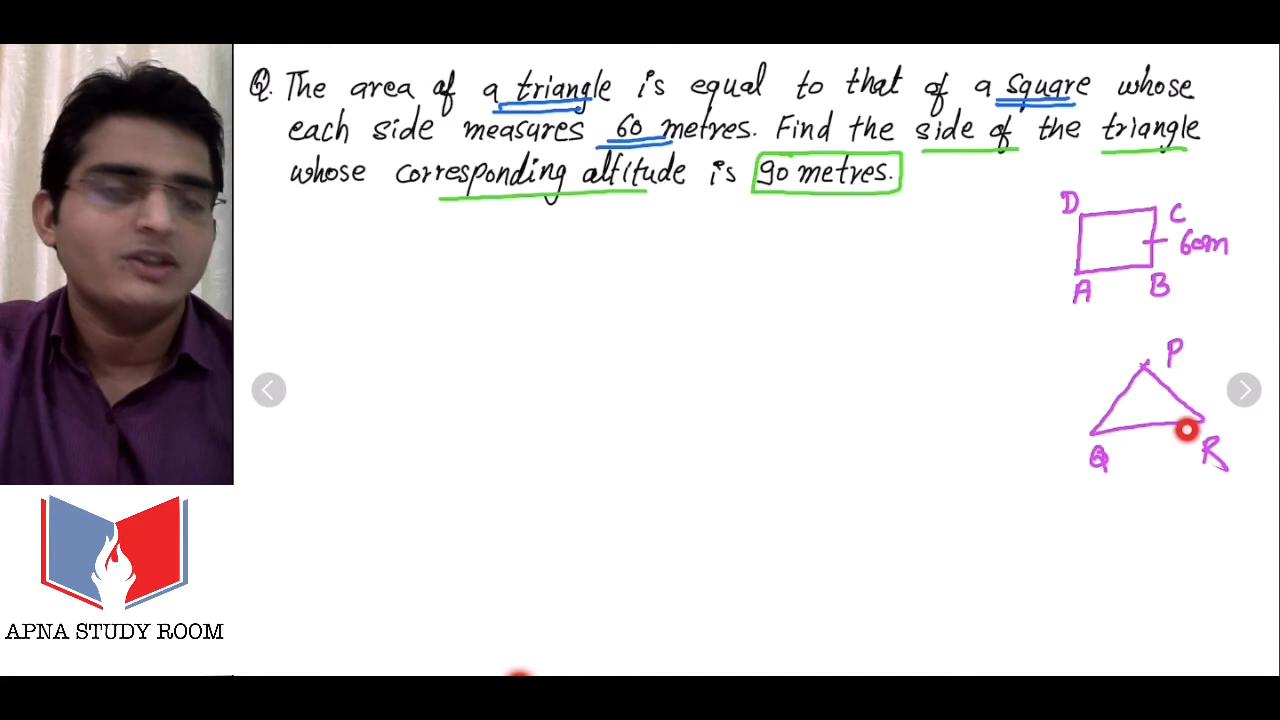 Q. The area of a triangle is equal to that of a square whose
each side measures 60 metres. Find the side of the triangle
whose corresponding altitude is 90 metres.
D
C
60m
A
B
P
Q
R
APNA STUDY ROOM